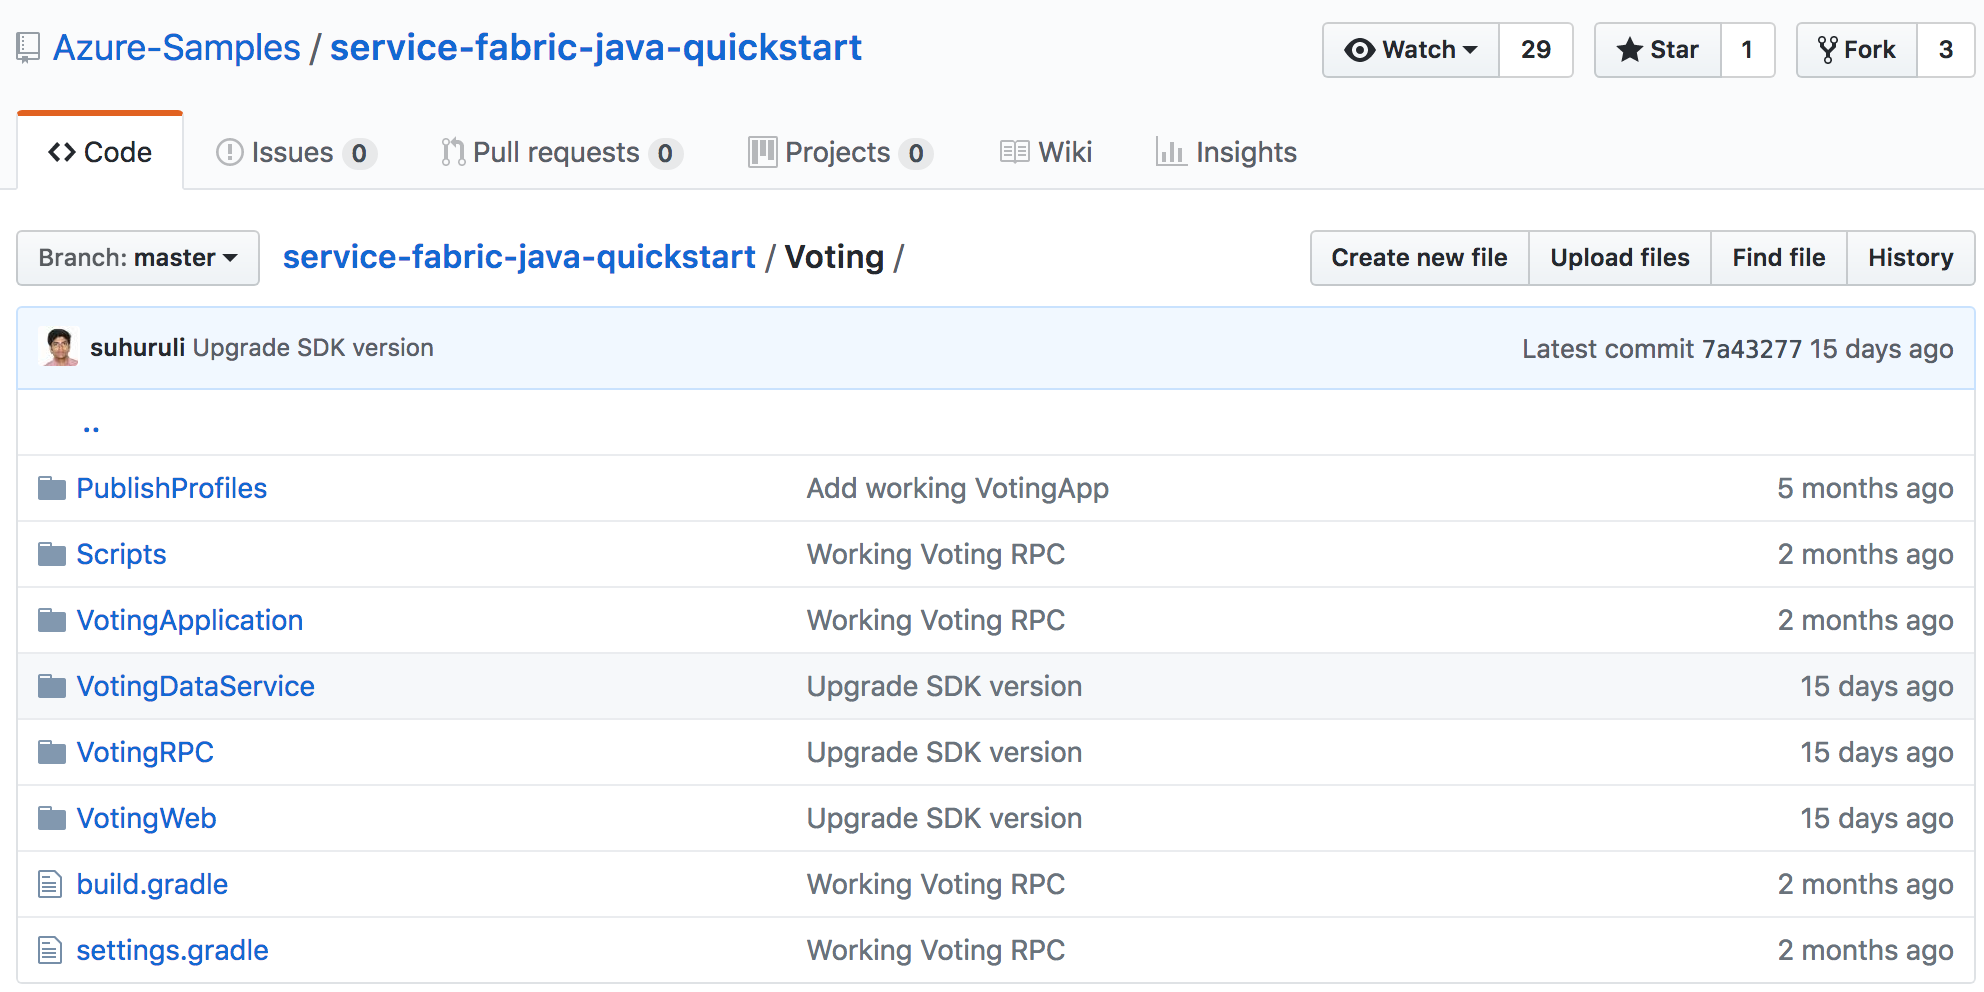 Azure-Samples / service-fabric-java-quickstart Watch 29 Star 1 Fork 3
Code Issues 0 Pull requests 0 Projects 0 Wiki Insights
Branch: master service-fabric-java-quickstart / Voting / Create new file Upload files Find file History
suhuruli Upgrade SDK version Latest commit 7a43277 15 days ago
..
PublishProfiles Add working VotingApp 5 months ago
Scripts Working Voting RPC 2 months ago
VotingApplication Working Voting RPC 2 months ago
VotingDataService Upgrade SDK version 15 days ago
VotingRPC Upgrade SDK version 15 days ago
VotingWeb Upgrade SDK version 15 days ago
build.gradle Working Voting RPC 2 months ago
settings.gradle Working Voting RPC 2 months ago